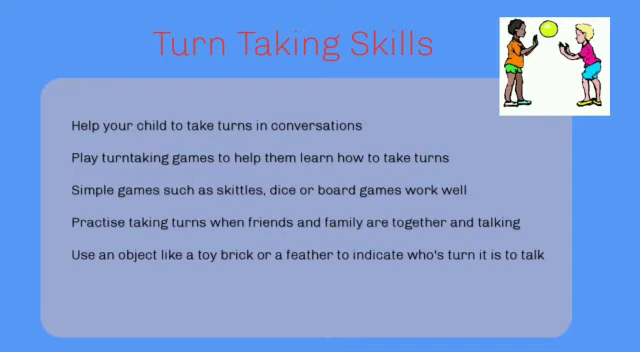 Turn Taking Skills
Help your child to take turns in conversations
Play turntaking games to help them learn how to take turns
Simple games such as skittles, dice or board games work well
Practise taking turns when friends and family are together and talking
Use an object like a toy brick or a feather to indicate who's turn it is to talk